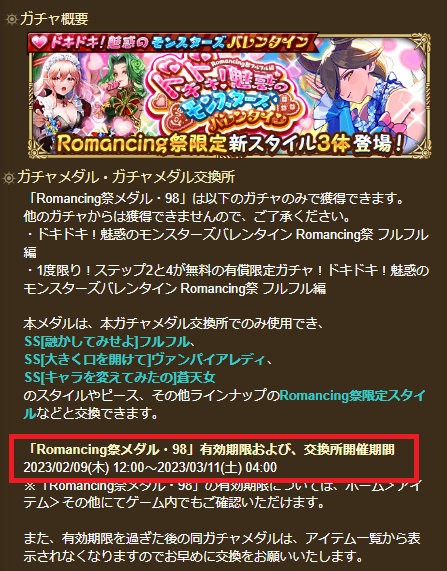 ガチャ概要
ドキドキ！魅惑のモンスターズバレンタイン
Romancing祭フルフル編
ドキドキ！魅惑の
モンスターズ
バレンタイン
Romancing祭限定新スタイル3体登場！
ガチャメダル・ガチャメダル交換所
「Romancing祭メダル・98」は以下のガチャのみで獲得できます。
他のガチャからは獲得できませんので、ご了承ください。
・ドキドキ！魅惑のモンスターズバレンタイン Romancing祭 フルフル
編
・1度限り！ステップ2と4が無料の有償限定ガチャ！ドキドキ！魅惑の
モンスターズバレンタイン Romancing祭 フルフル編
本メダルは、本ガチャメダル交換所でのみ使用でき、
SS[融かしてみせよ]フルフル、
SS[大きく口を開けて]ヴァンパイアレディ、
SS[キャラを変えてみたの]蒼天女
のスタイルやピース、その他ラインナップのRomancing祭限定スタイ
ルなどと交換できます。
「Romancing祭メダル・98」有効期限および、交換所開催期間
2023/02/09(木) 12:00～2023/03/11(土) 04:00
※「Romancing祭メダル・98」の有効期限については、ホーム＞アイ
テム＞その他にてゲーム内でもご確認いただけます。
また、有効期限を過ぎた後の同ガチャメダルは、アイテム一覧から表
示されなくなりますのでお早めに交換をお願いいたします。